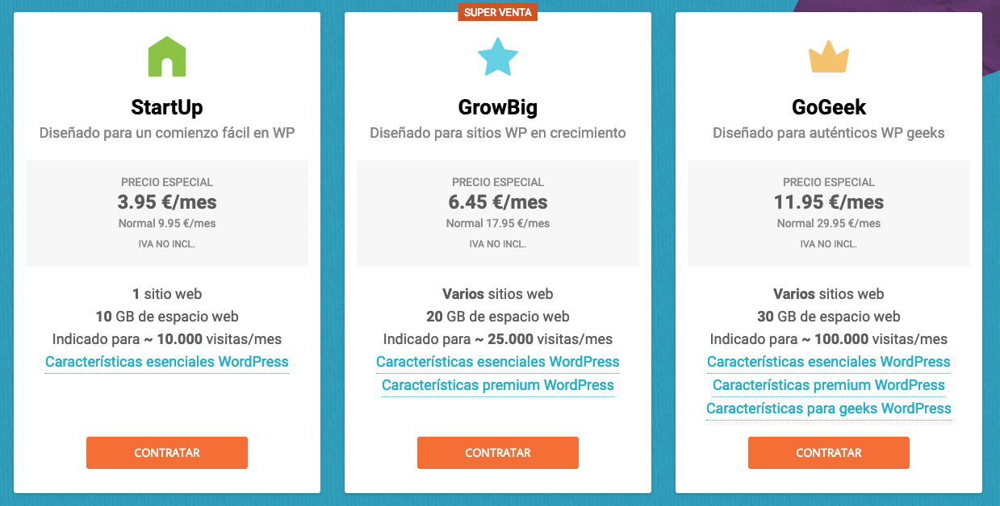 StartUp
Diseñado para un comienzo fácil en WP
PRECIO ESPECIAL
3.95 €/mes
Normal 9.95 €/mes
IVA NO INCL.
1 sitio web
10 GB de espacio web
Indicado para ~ 10.000 visitas/mes
Características esenciales WordPress
CONTRATAR
SUPER VENTA
GrowBig
Diseñado para sitios WP en crecimiento
PRECIO ESPECIAL
6.45 €/mes
Normal 17.95 €/mes
IVA NO INCL.
Varios sitios web
20 GB de espacio web
Indicado para ~ 25.000 visitas/mes
Características esenciales WordPress
Características premium WordPress
CONTRATAR
GoGeek
Diseñado para auténticos WP geeks
PRECIO ESPECIAL
11.95 €/mes
Normal 29.95 €/mes
IVA NO INCL.
Varios sitios web
30 GB de espacio web
Indicado para ~ 100.000 visitas/mes
Características esenciales WordPress
Características premium WordPress
Características para geeks WordPress
CONTRATAR